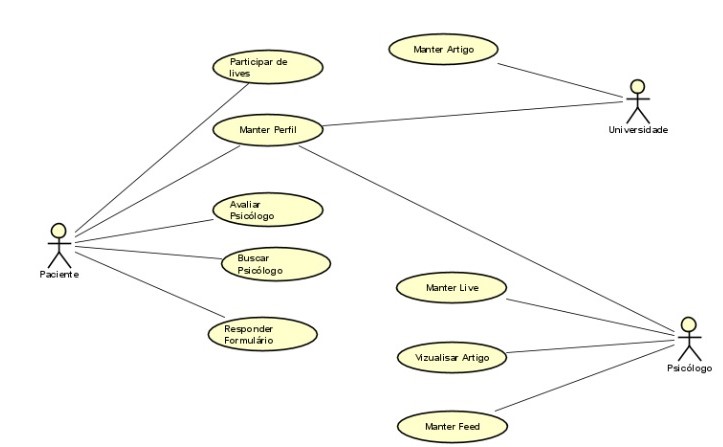 Participar de
lives
Manter Artigo
Manter Perfil
Universidade
Avaliar
Psicólogo
Paciente
Buscar
Psicólogo
Manter Live
Responder
Formulário
Vizualisar Artigo
Psicólogo
Manter Feed